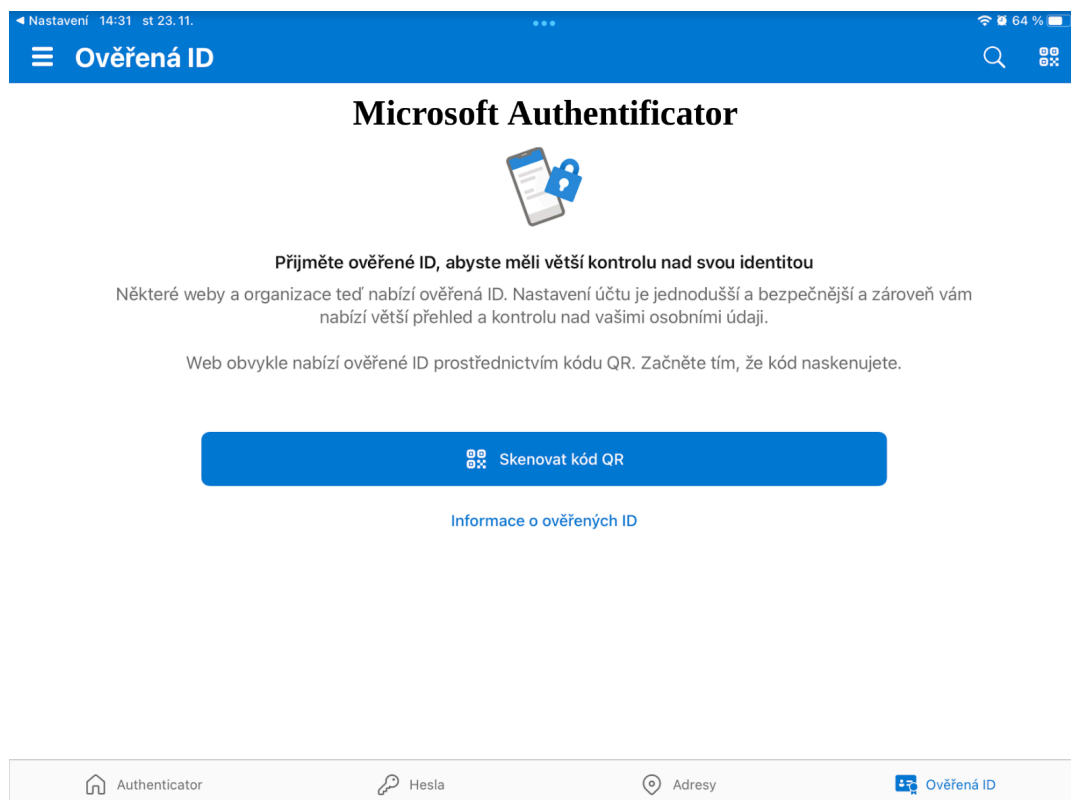 ◀ Nastavení 14:31 st 23.11.
64 %
Ověřená ID
Microsoft Authentificator
Přijměte ověřené ID, abyste měli větší kontrolu nad svou identitou
Některé weby a organizace teď nabízí ověřená ID. Nastavení účtu je jednodušší a bezpečnější a zároveň vám
nabízí větší přehled a kontrolu nad vašimi osobními údaji.
Web obvykle nabízí ověřené ID prostřednictvím kódu QR. Začněte tím, že kód naskenujete.
Skenovat kód QR
Informace o ověřených ID
Authenticator
Hesla
Adresy
Ověřená ID